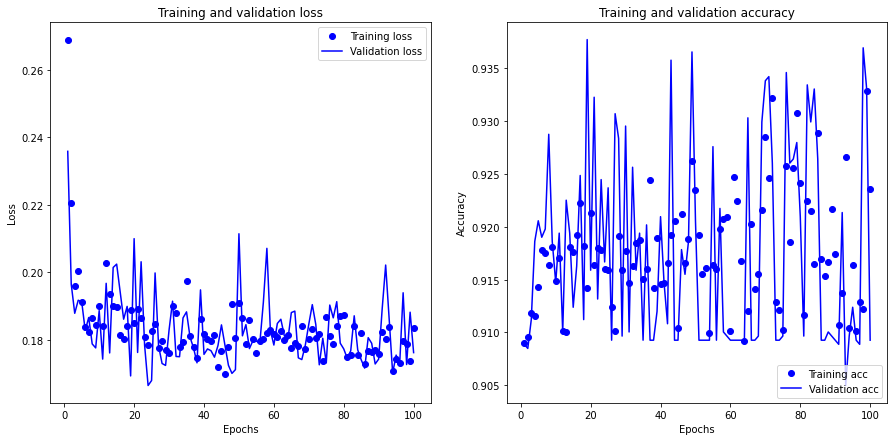 Training and validation loss
Training loss
Validation loss
0.26
0.24
0.22
0.20
0.18
Loss
0
20
40
60
80
100
Epochs
Training and validation accuracy
0.935
0.930
0.925
0.920
0.915
0.910
0.905
Accuracy
Training acc
Validation acc
0
20
40
60
80
100
Epochs